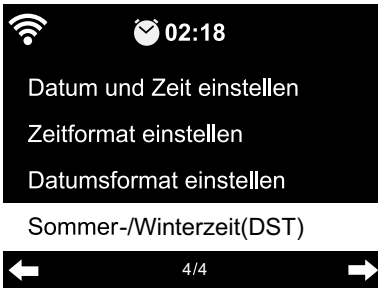 02:18
Datum und Zeit einstellen
Zeitformat einstellen
Datumsformat einstellen
Sommer-/Winterzeit(DST)
4/4